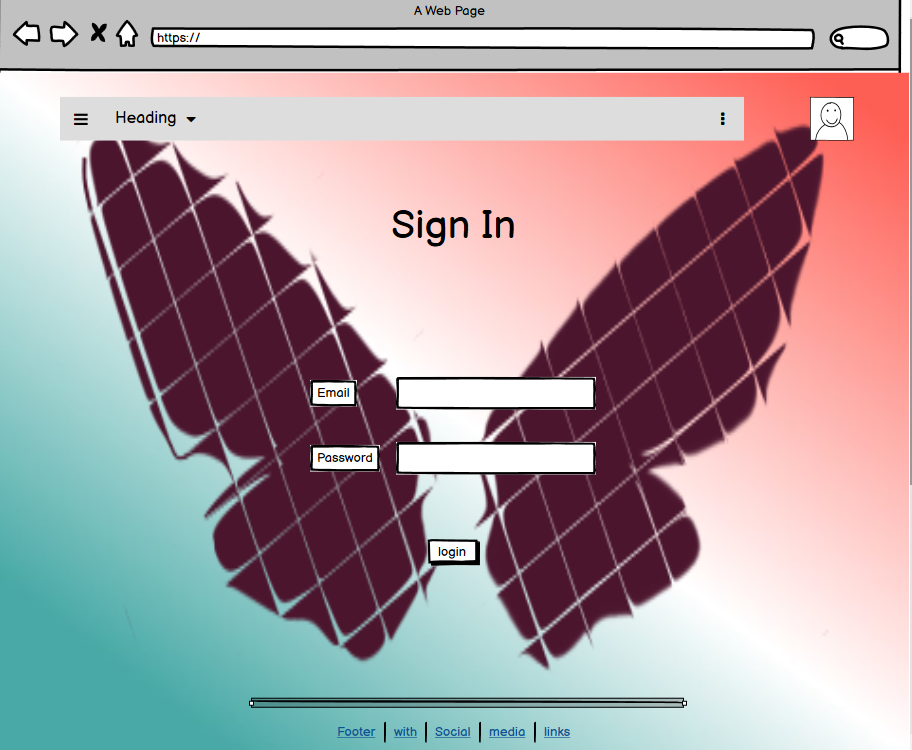 A Web Page
https://
Heading
Sign In
Email
Password
login
Footer | with | Social | media | links